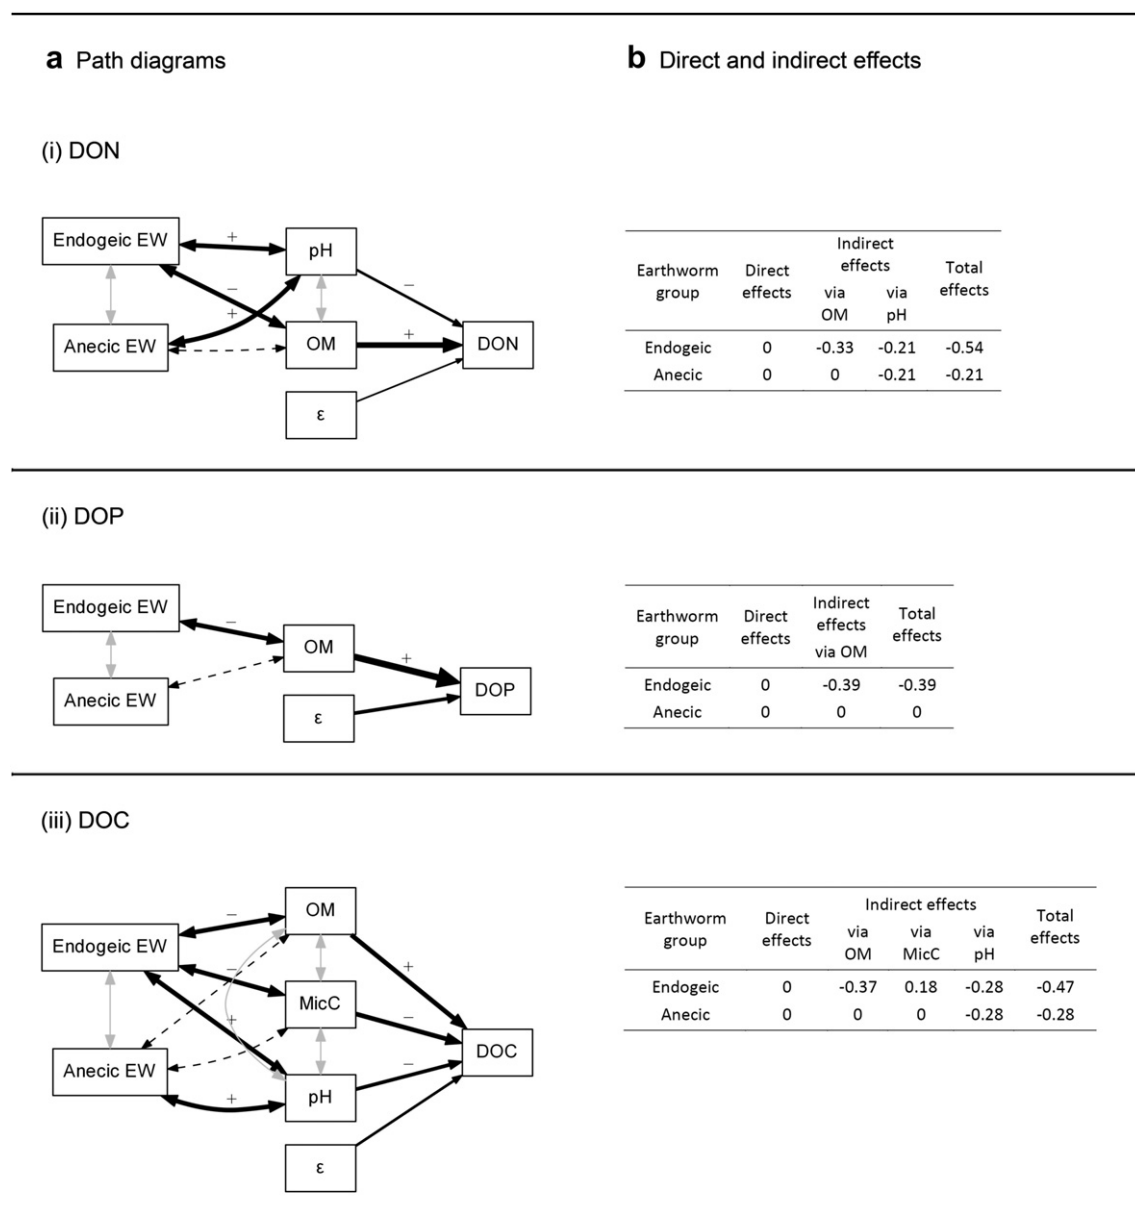 a Path diagrams
b Direct and indirect effects
(i) DON
Endogeic EW
Anecic EW
+
−
+
pH
OM
ε
−
+
DON
Indirect
effects
Earthworm
group
Direct
effects
via
OM
via
pH
Total
effects
Endogeic 0 -0.33 -0.21 -0.54
Anecic 0 0 -0.21 -0.21
(ii) DOP
Endogeic EW
Anecic EW
−
OM
ε
+
DOP
Earthworm
group
Direct
effects
Indirect
effects
via OM
Total
effects
Endogeic 0 -0.39 -0.39
Anecic 0 0 0
(iii) DOC
Endogeic EW
Anecic EW
−
−
+
+
OM
MicC
pH
ε
+
−
−
DOC
Earthworm
group
Direct
effects
Indirect effects
via
OM
via
MicC
via
pH
Total
effects
Endogeic 0 -0.37 0.18 -0.28 -0.47
Anecic 0 0 0 -0.28 -0.28